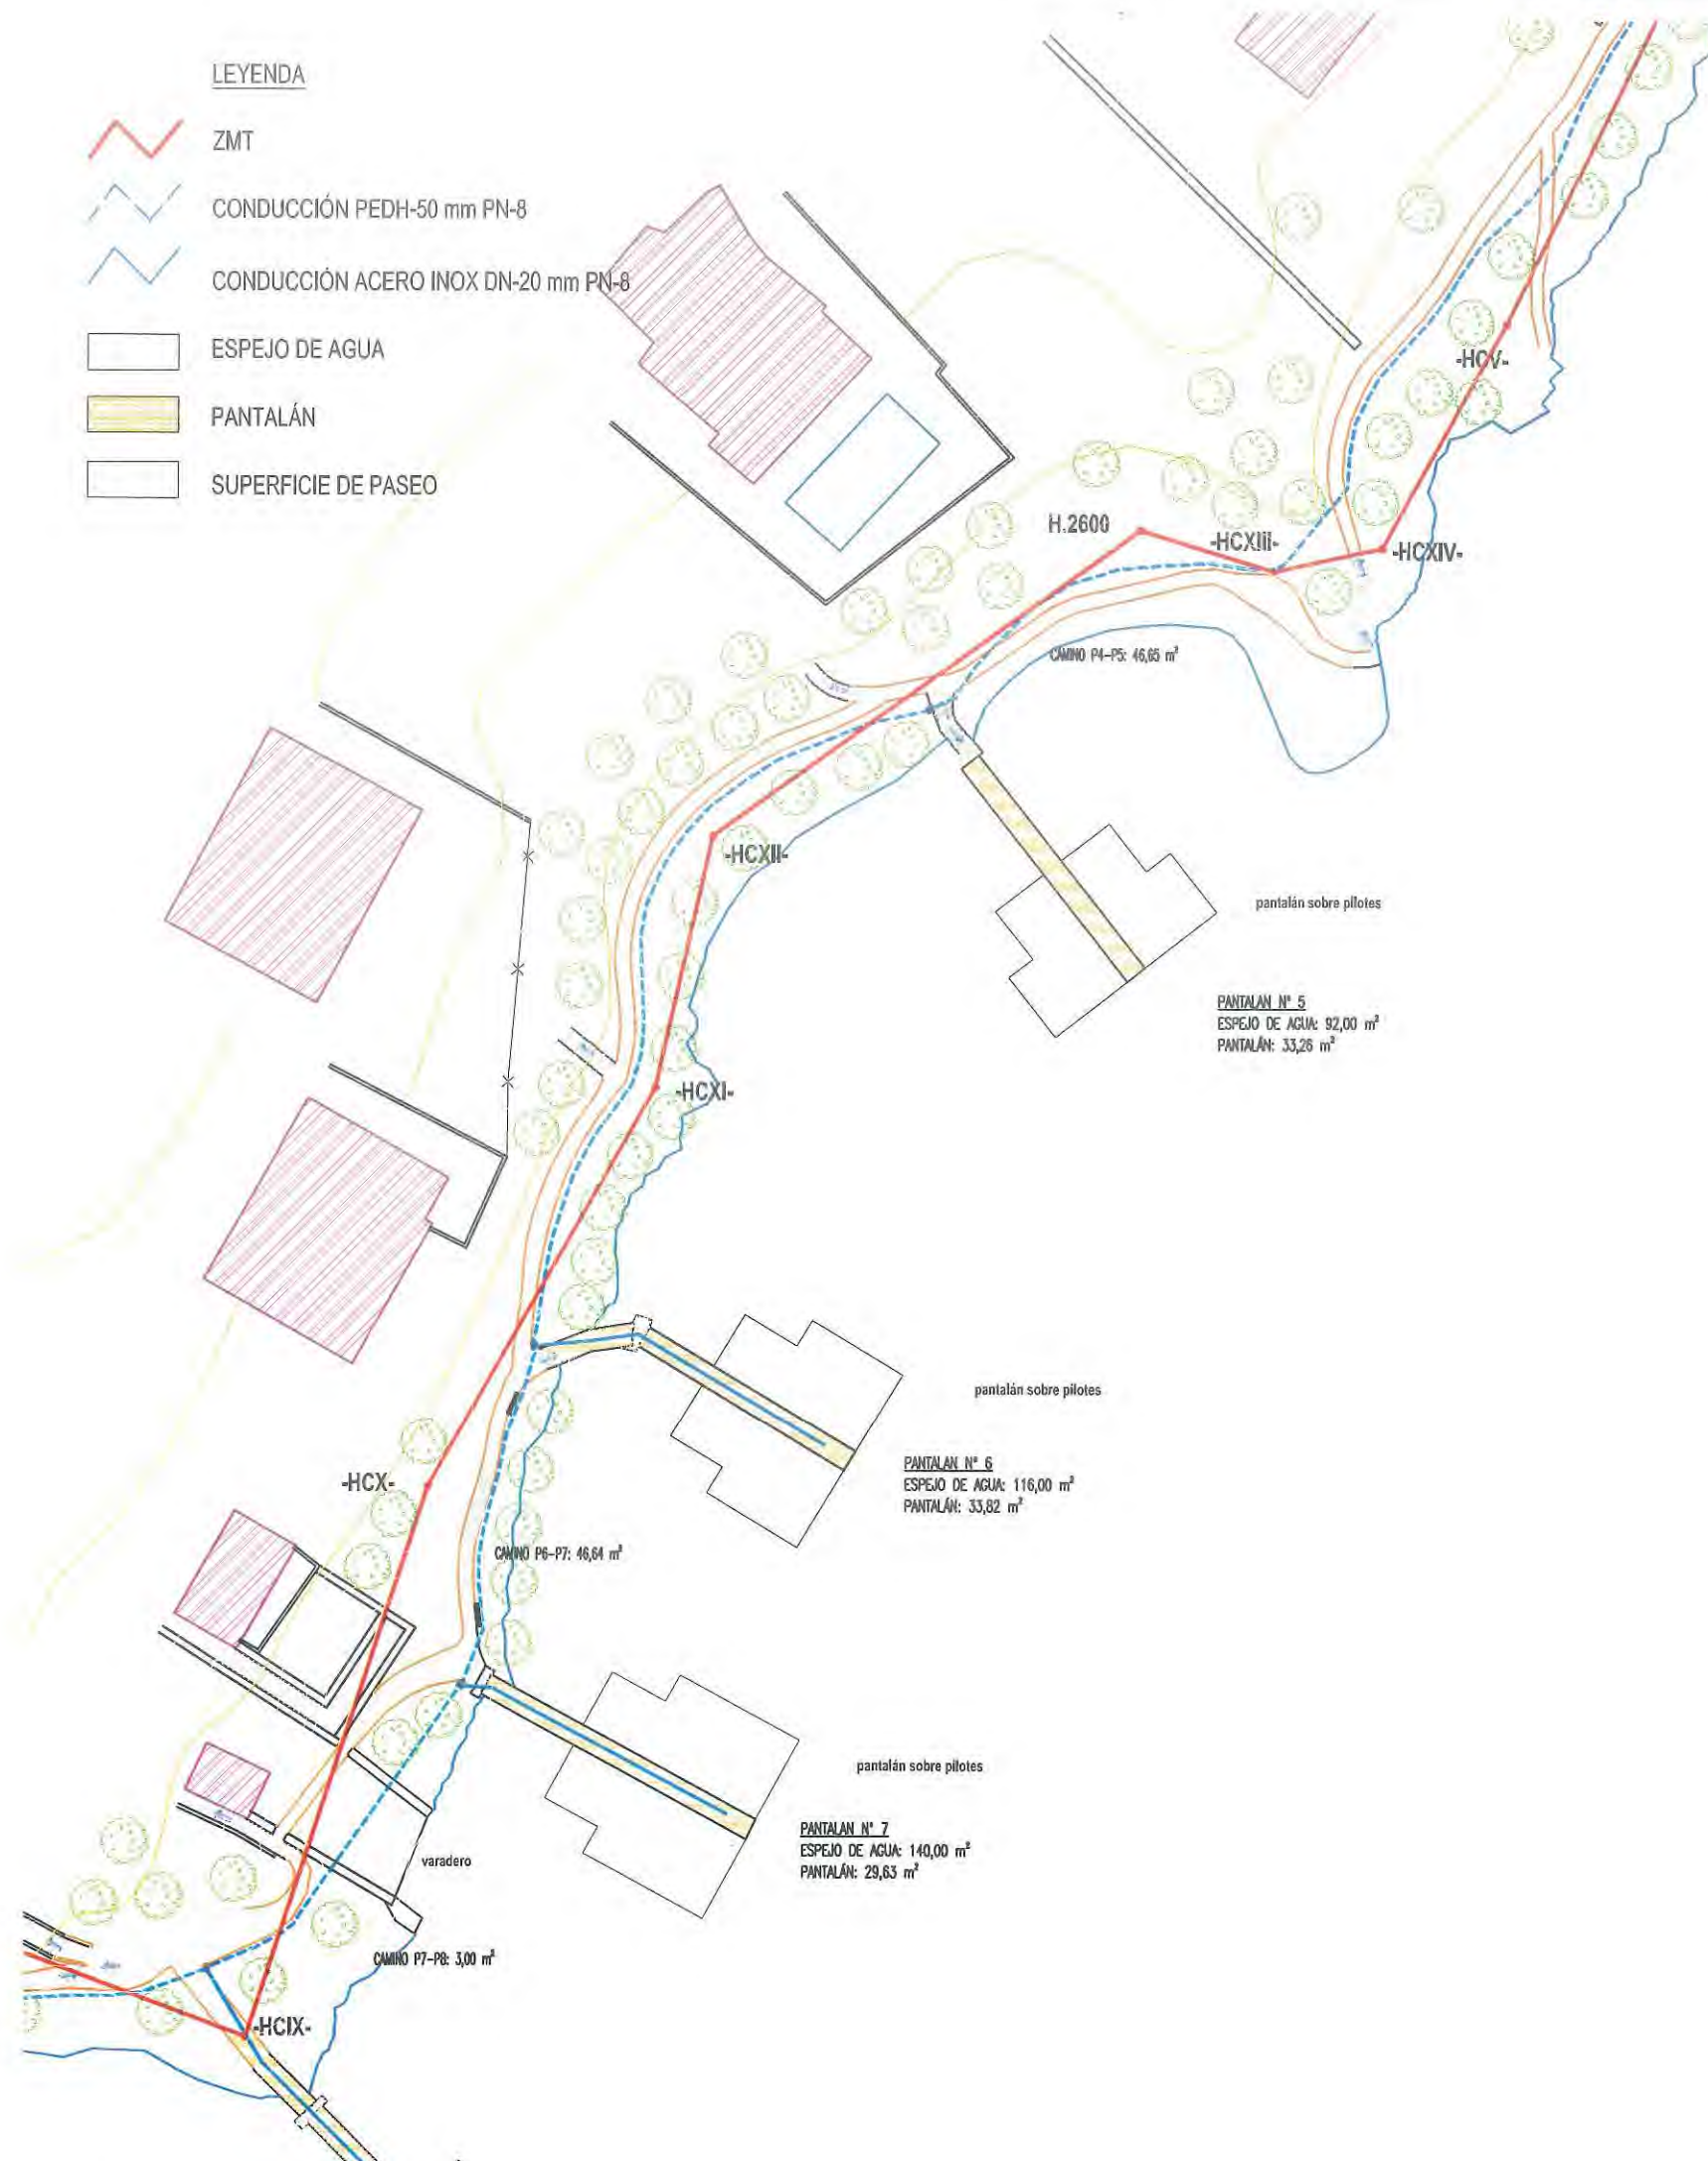 LEYENDA
ZMT
CONDUCCIÓN PEDH-50 mm PN-8
CONDUCCIÓN ACERO INOX DN-20 mm PN-8
ESPEJO DE AGUA
PANTALÁN
SUPERFICIE DE PASEO
-HCV-
H.2600
-HCXIII-
-HCXIV-
CAMINO P4-P5: 46,65 m²
-HCXII-
pantalán sobre pilotes
PANTALAN Nº 5
ESPEJO DE AGUA: 92,00 m²
PANTALÁN: 33,26 m²
-HCXI-
pantalán sobre pilotes
PANTALAN Nº 6
ESPEJO DE AGUA: 116,00 m²
PANTALÁN: 33,82 m²
-HCX-
CAMINO P6-P7: 46,64 m²
pantalán sobre pilotes
PANTALAN Nº 7
ESPEJO DE AGUA: 140,00 m²
PANTALÁN: 29,63 m²
varadero
CAMINO P7-P8: 3,00 m²
-HCIX-